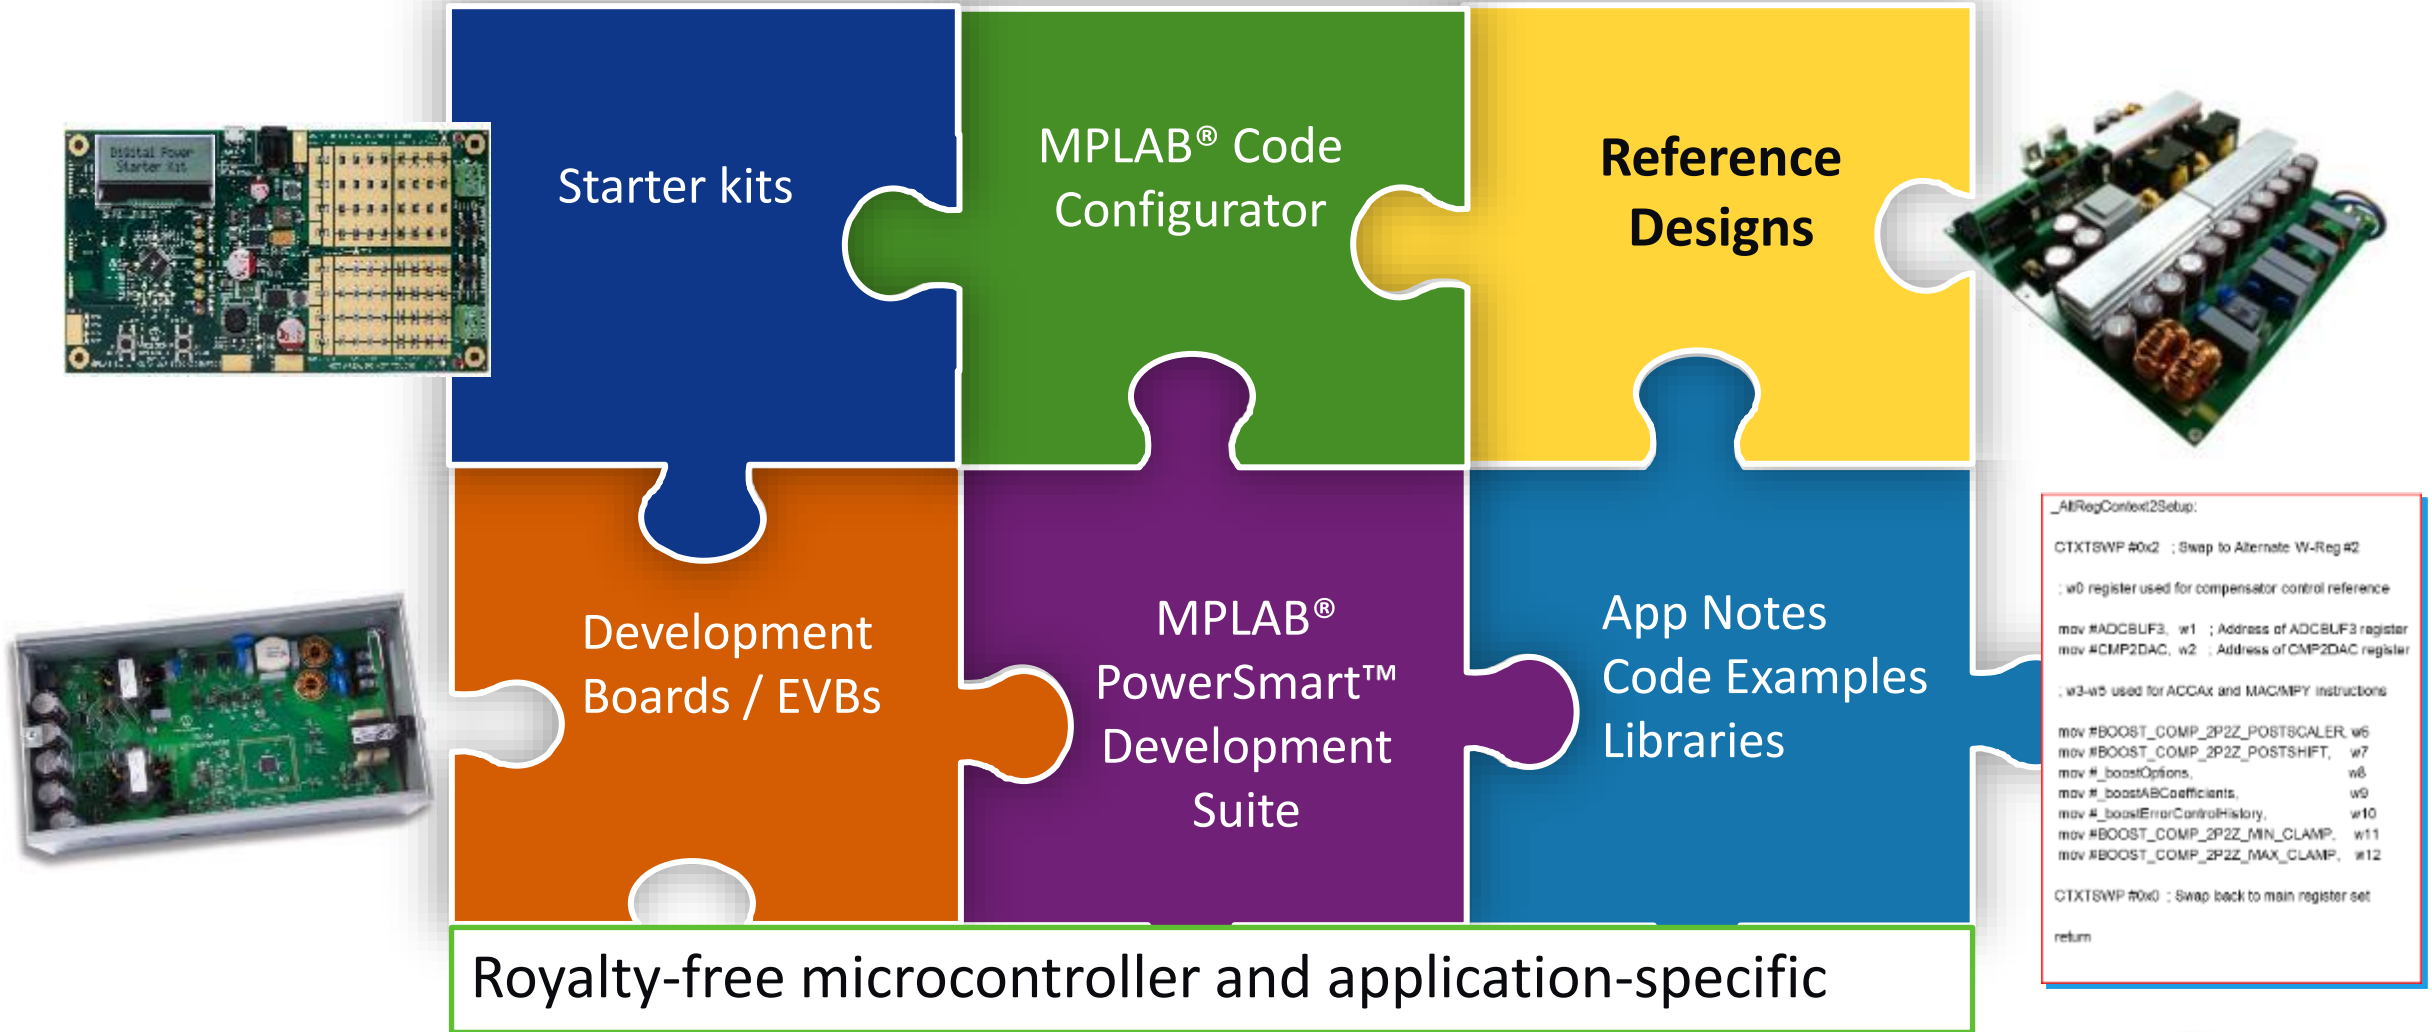 Starter kits
MPLAB® Code
Configurator
Reference
Designs
Digital Power
Starter Kit
Development
Boards / EVBs
MPLAB®
PowerSmart™
Development
Suite
App Notes
Code Examples
Libraries
_AltRegContext2Setup:
CTXTSWP #0x2 ; Swap to Alternate W-Reg #2
; w0 register used for compensator control reference
mov #ADCBUF3, w1 ; Address of ADCBUF3 register
mov #CMP2DAC, w2 ; Address of CMP2DAC register
; w3-w5 used for ACCAx and MAC/MPY instructions
mov #BOOST_COMP_2P2Z_POSTSCALER, w6
mov #BOOST_COMP_2P2Z_POSTSHIFT, w7
mov #_boostOptions, w8
mov #_boostABCoefficients, w9
mov #_boostErrorControlHistory, w10
mov #BOOST_COMP_2P2Z_MIN_CLAMP, w11
mov #BOOST_COMP_2P2Z_MAX_CLAMP, w12
CTXTSWP #0x0 ; Swap back to main register set
return
Royalty-free microcontroller and application-specific